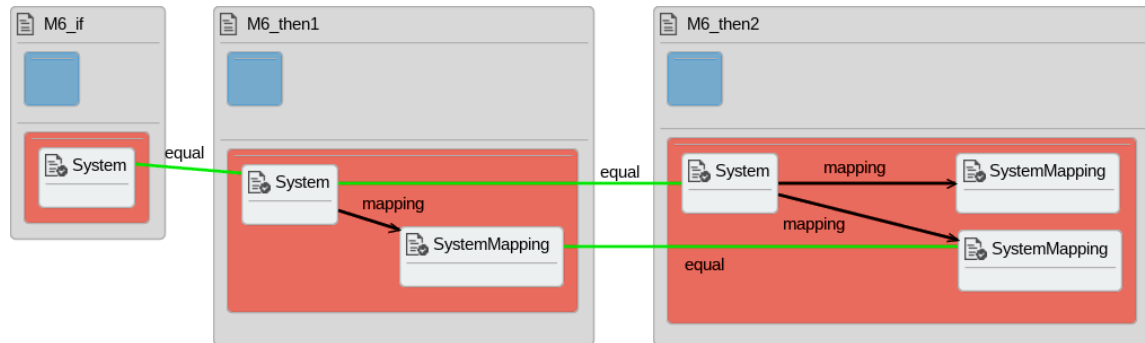 M6_if
System
equal
M6_then1
System
mapping
SystemMapping
equal
equal
M6_then2
System
mapping
SystemMapping
mapping
SystemMapping